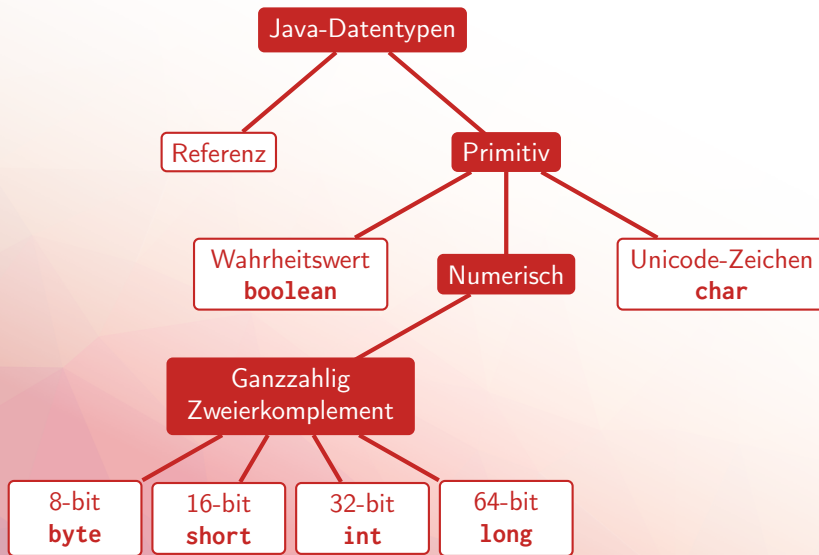 Java-Datentypen
Referenz
Primitiv
Wahrheitswert
boolean
Numerisch
Unicode-Zeichen
char
Ganzzahlig
Zweierkomplement
8-bit
byte
16-bit
short
32-bit
int
64-bit
long